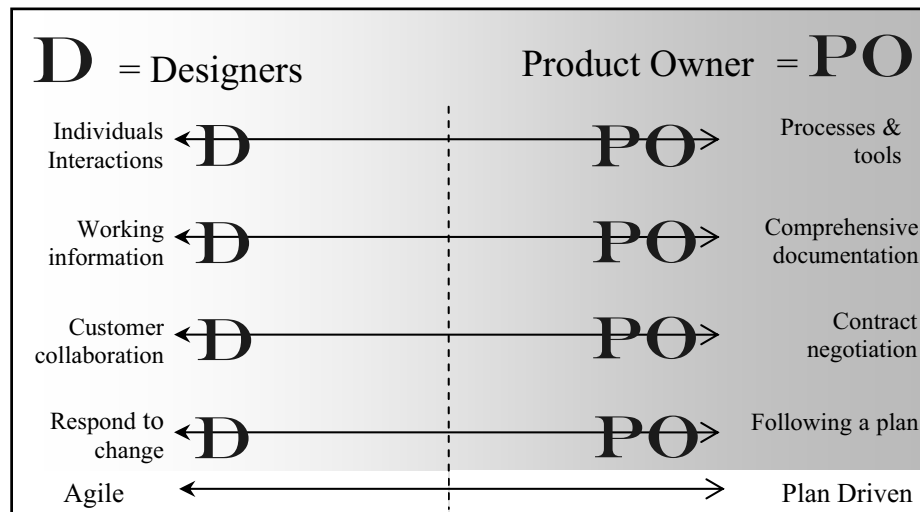 D = Designers
Product Owner = PO
Individuals
Interactions
D
PO
Processes &
tools
Working
information
D
PO
Comprehensive
documentation
Customer
collaboration
D
PO
Contract
negotiation
Respond to
change
D
PO
Following a plan
Agile
Plan Driven